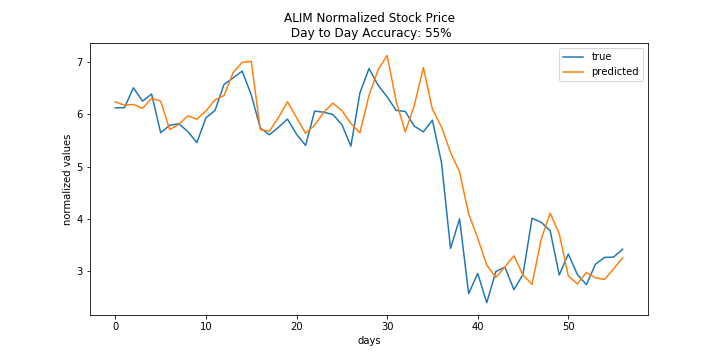 ALIM Normalized Stock Price
Day to Day Accuracy: 55%
true
predicted
normalized values
7
6
5
4
3
0
10
20
30
40
50
days